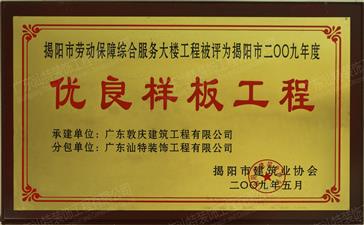 揭阳市劳动保障综合服务大楼工程被评为揭阳市二〇〇九年度
优良样板工程
承建单位：广东敦庆建筑工程有限公司
分包单位：广东汕特装饰工程有限公司
揭阳市建筑业协会
二〇〇九年五月